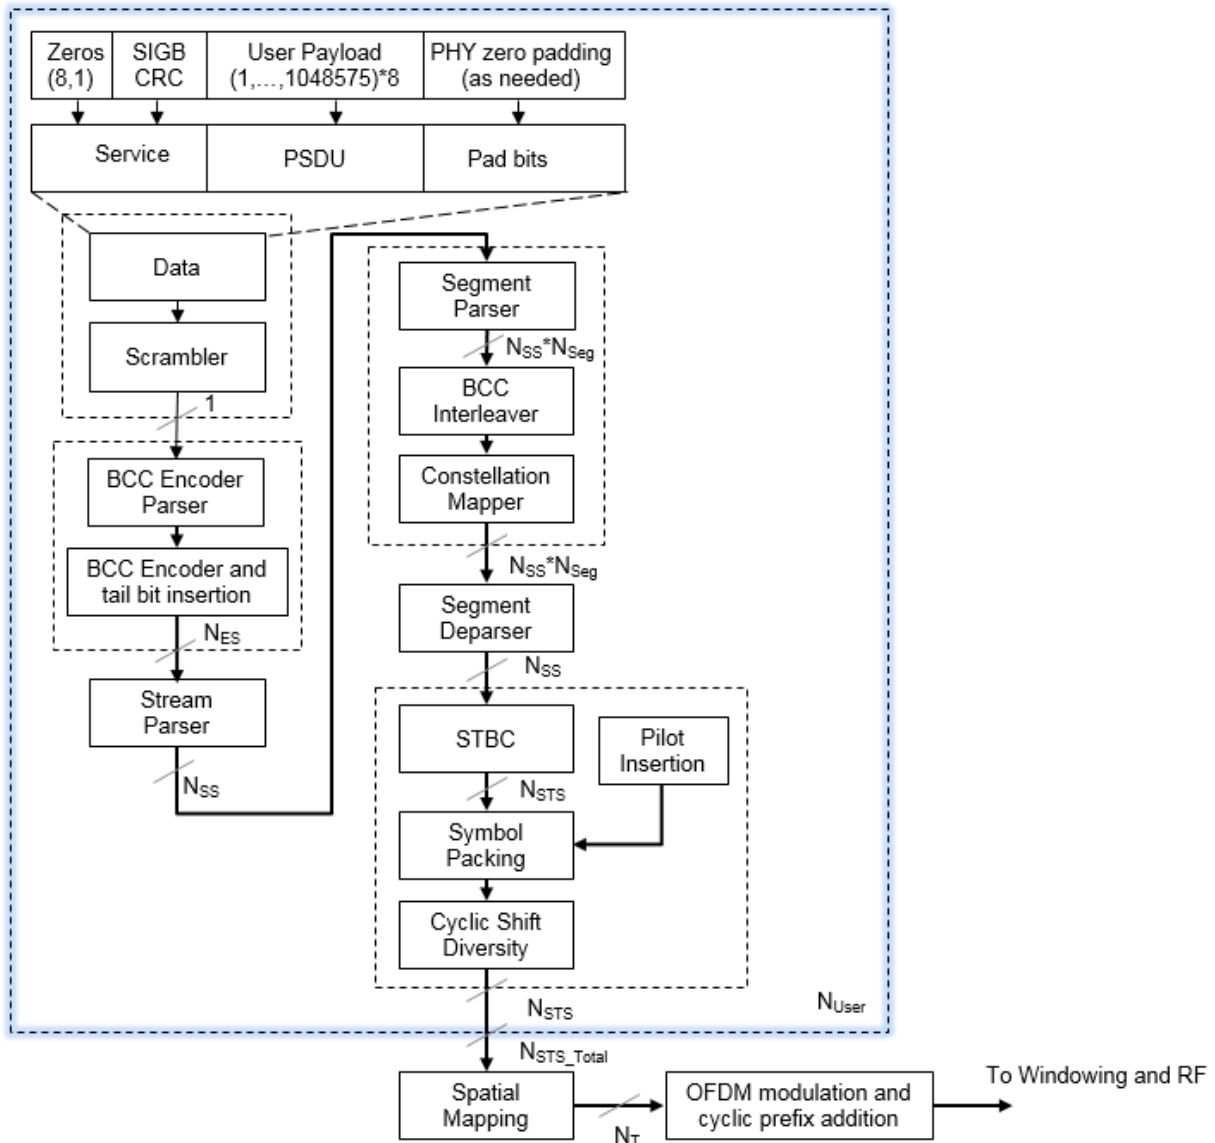 Zeros
(8,1)
SIGB
CRC
User Payload
(1,…,1048575)*8
PHY zero padding
(as needed)
Service
PSDU
Pad bits
Data
Scrambler
1
BCC Encoder
Parser
BCC Encoder and
tail bit insertion
NES
Stream
Parser
NSS
Segment
Parser
NSS*NSeg
BCC
Interleaver
Constellation
Mapper
NSS*NSeg
Segment
Deparser
NSS
STBC
Pilot
Insertion
NSTS
Symbol
Packing
Cyclic Shift
Diversity
NSTS
NUser
NSTS_Total
Spatial
Mapping
NT
OFDM modulation and
cyclic prefix addition
To Windowing and RF